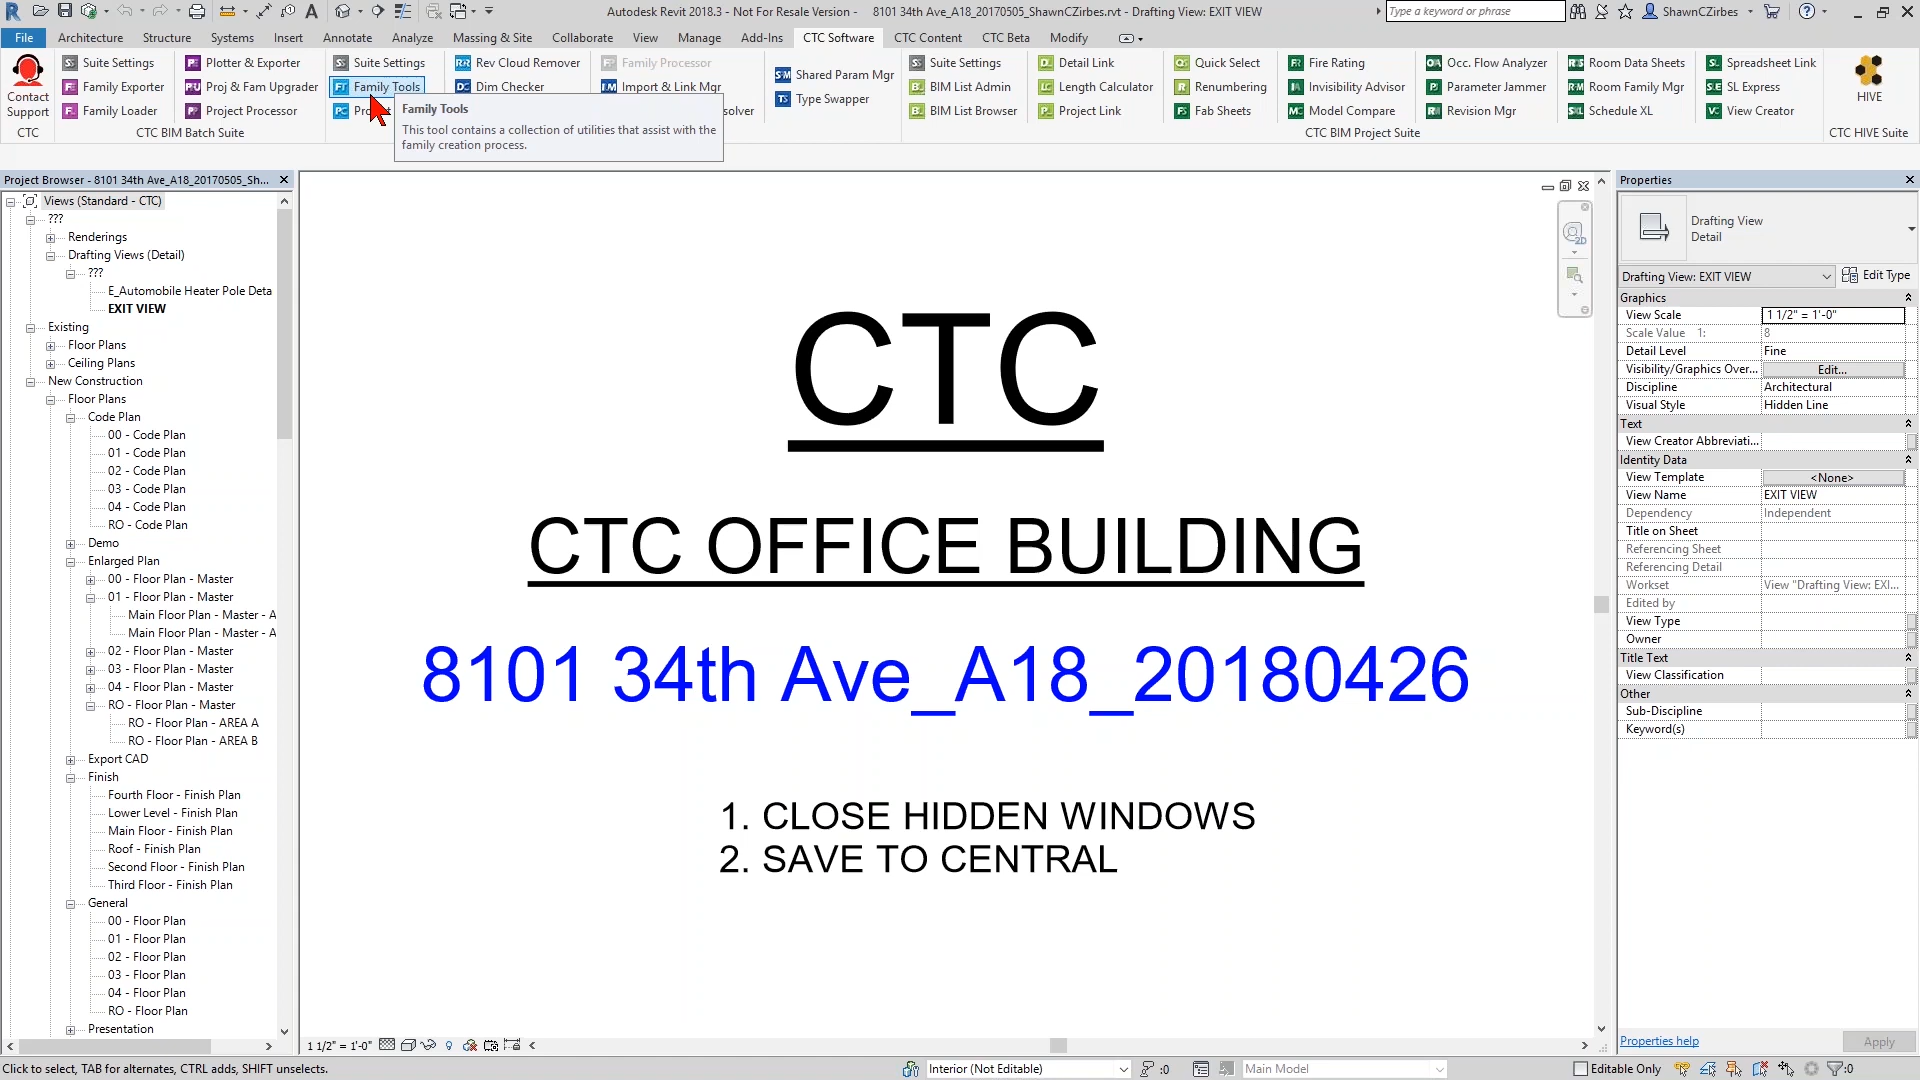 Autodesk Revit 2018.3 - Not For Resale Version - 8101 34th Ave_A18_20170505_ShawnCZirbes.rvt - Drafting View: EXIT VIEW
Type a keyword or phrase
ShawnCZirbes
File Architecture Structure Systems Insert Annotate Analyze Massing & Site Collaborate View Manage Add-Ins CTC Software CTC Content CTC Beta Modify
Contact
Support
CTC
Suite Settings
Family Exporter
Family Loader
Plotter & Exporter
Proj & Fam Upgrader
Project Processor
CTC BIM Batch Suite
Suite Settings
Family Tools
Rev Cloud Remover
Dim Checker
Family Processor
Import & Link Mgr
Shared Param Mgr
Type Swapper
Family Tools
This tool contains a collection of utilities that assist with the
family creation process.
Suite Settings
BIM List Admin
BIM List Browser
Detail Link
Length Calculator
Project Link
Quick Select
Renumbering
Fab Sheets
Fire Rating
Invisibility Advisor
Model Compare
Occ. Flow Analyzer
Parameter Jammer
Revision Mgr
Room Data Sheets
Room Family Mgr
Schedule XL
Spreadsheet Link
SL Express
View Creator
CTC BIM Project Suite
HIVE
CTC HIVE Suite
Project Browser - 8101 34th Ave_A18_20170505_Sh...
Views (Standard - CTC)
???
Renderings
Drafting Views (Detail)
???
E_Automobile Heater Pole Deta
EXIT VIEW
Existing
Floor Plans
Ceiling Plans
New Construction
Floor Plans
Code Plan
00 - Code Plan
01 - Code Plan
02 - Code Plan
03 - Code Plan
04 - Code Plan
RO - Code Plan
Demo
Enlarged Plan
00 - Floor Plan - Master
01 - Floor Plan - Master
Main Floor Plan - Master - A
Main Floor Plan - Master - A
02 - Floor Plan - Master
03 - Floor Plan - Master
04 - Floor Plan - Master
RO - Floor Plan - Master
RO - Floor Plan - AREA A
RO - Floor Plan - AREA B
Export CAD
Finish
Fourth Floor - Finish Plan
Lower Level - Finish Plan
Main Floor - Finish Plan
Roof - Finish Plan
Second Floor - Finish Plan
Third Floor - Finish Plan
General
00 - Floor Plan
01 - Floor Plan
02 - Floor Plan
03 - Floor Plan
04 - Floor Plan
RO - Floor Plan
Presentation
CTC
CTC OFFICE BUILDING
8101 34th Ave_A18_20180426
1. CLOSE HIDDEN WINDOWS
2. SAVE TO CENTRAL
1 1/2" = 1'-0"
Properties
Drafting View
Detail
Drafting View: EXIT VIEW Edit Type
Graphics
View Scale 1 1/2" = 1'-0"
Scale Value 1: 8
Detail Level Fine
Visibility/Graphics Over... Edit...
Discipline Architectural
Visual Style Hidden Line
Text
View Creator Abbreviati...
Identity Data
View Template <None>
View Name EXIT VIEW
Dependency Independent
Title on Sheet
Referencing Sheet
Referencing Detail
Workset View "Drafting View: EXI...
Edited by
View Type
Owner
Title Text
View Classification
Other
Sub-Discipline
Keyword(s)
Properties help Apply
Click to select, TAB for alternates, CTRL adds, SHIFT unselects. Interior (Not Editable) :0 Main Model Editable Only :0